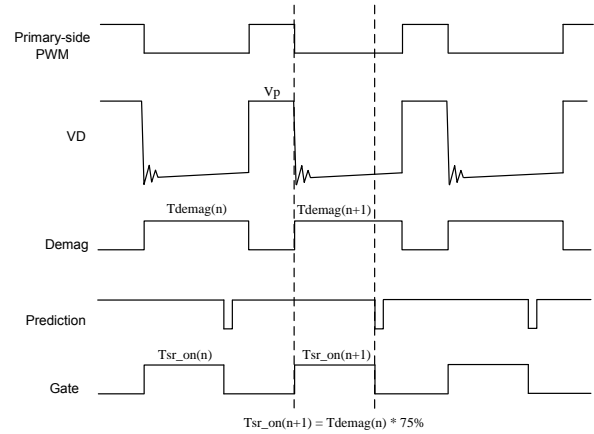 Primary-side
PWM
Vp
VD
Tdemag(n)
Tdemag(n+1)
Demag
Prediction
Tsr_on(n)
Tsr_on(n+1)
Gate
Tsr_on(n+1) = Tdemag(n) * 75%